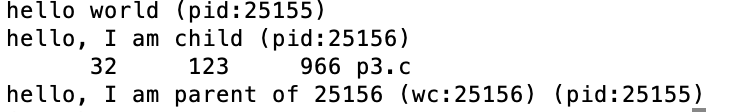 hello world (pid:25155)
hello, I am child (pid:25156)
      32     123     966 p3.c
hello, I am parent of 25156 (wc:25156) (pid:25155)